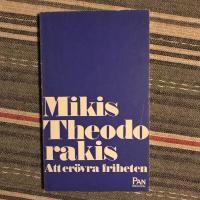 Mikis
Theodo
rakis
Att erövra friheten
PAN